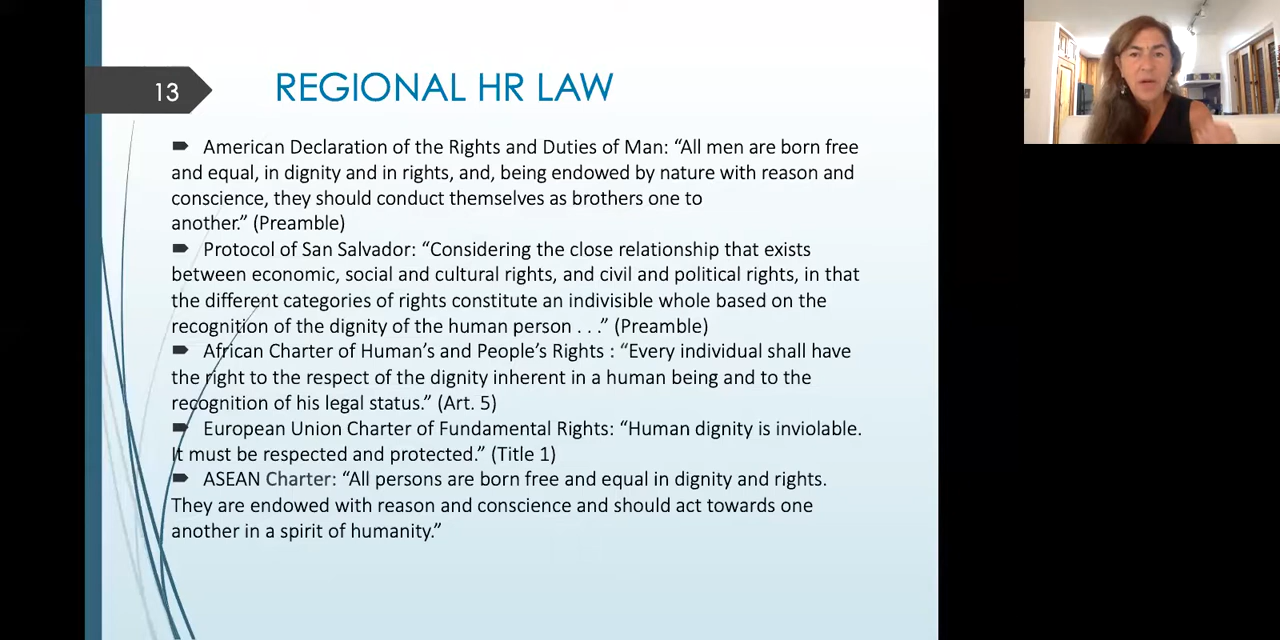 13
REGIONAL HR LAW
American Declaration of the Rights and Duties of Man: “All men are born free
and equal, in dignity and in rights, and, being endowed by nature with reason and
conscience, they should conduct themselves as brothers one to
another.” (Preamble)
Protocol of San Salvador: “Considering the close relationship that exists
between economic, social and cultural rights, and civil and political rights, in that
the different categories of rights constitute an indivisible whole based on the
recognition of the dignity of the human person . . .” (Preamble)
African Charter of Human’s and People’s Rights : “Every individual shall have
the right to the respect of the dignity inherent in a human being and to the
recognition of his legal status.” (Art. 5)
European Union Charter of Fundamental Rights: “Human dignity is inviolable.
It must be respected and protected.” (Title 1)
ASEAN Charter: “All persons are born free and equal in dignity and rights.
They are endowed with reason and conscience and should act towards one
another in a spirit of humanity.”